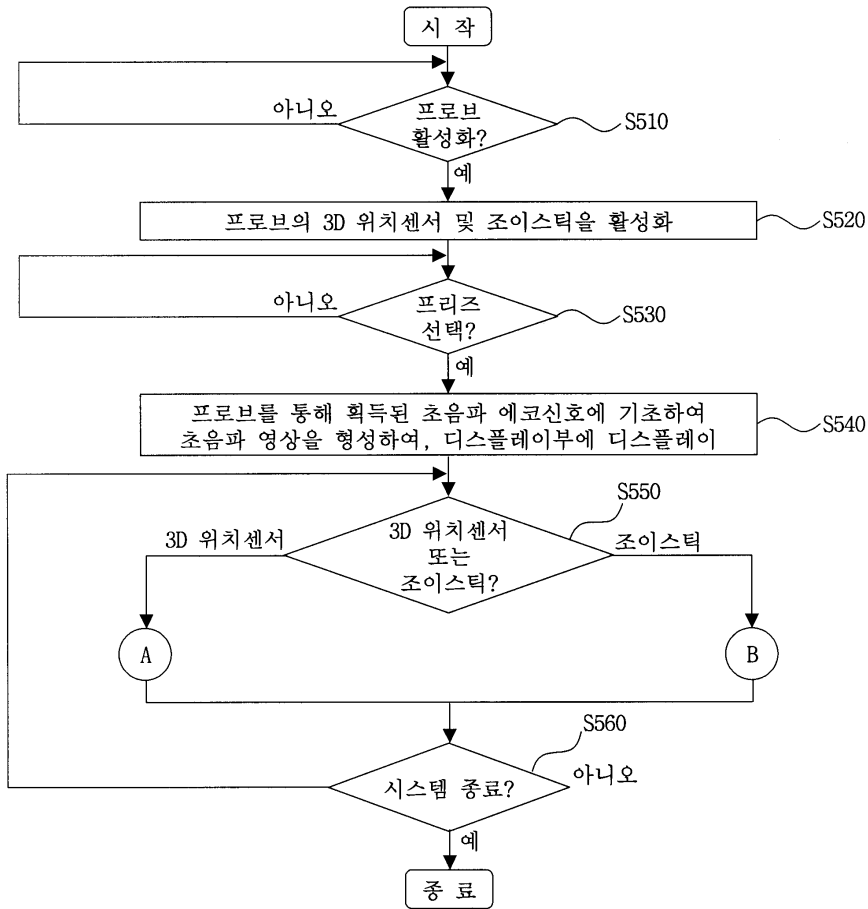 시 작
아니오
프로브
활성화?
S510
예
프로브의 3D 위치센서 및 조이스틱을 활성화
S520
아니오
프리즈
선택?
S530
예
프로브를 통해 획득된 초음파 에코신호에 기초하여
초음파 영상을 형성하여, 디스플레이부에 디스플레이
S540
S550
3D 위치센서
3D 위치센서
또는
조이스틱?
조이스틱
A
B
S560
시스템 종료?
아니오
예
종 료